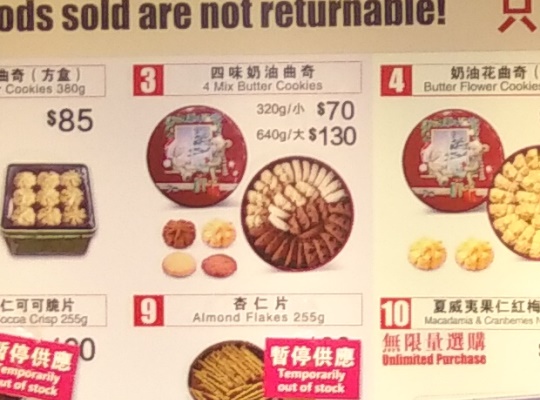 ods sold are not returnable!
只
曲奇（方盒）
Cookies 380g
$85
3
四味奶油曲奇
4 Mix Butter Cookies
320g/小 $70
640g/大 $130
4
奶油花曲奇（
Butter Flower Cookies
仁可可脆片
ocoa Crisp 255g
暫停供應
Temporarily
out of stock
9
杏仁片
Almond Flakes 255g
暫停供應
Temporarily
out of stock
10
夏威夷果仁紅梅
Macadamia & Cranberries
無限量選購
Unlimited Purchase